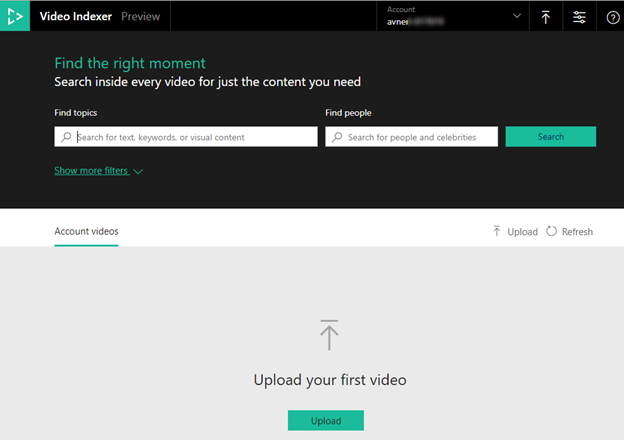 Video Indexer Preview
Account
Find the right moment
Search inside every video for just the content you need
Find topics Find people
Search for text, keywords, or visual content Search for people and celebrities Search
Show more filters
Account videos Upload Refresh
Upload your first video
Upload